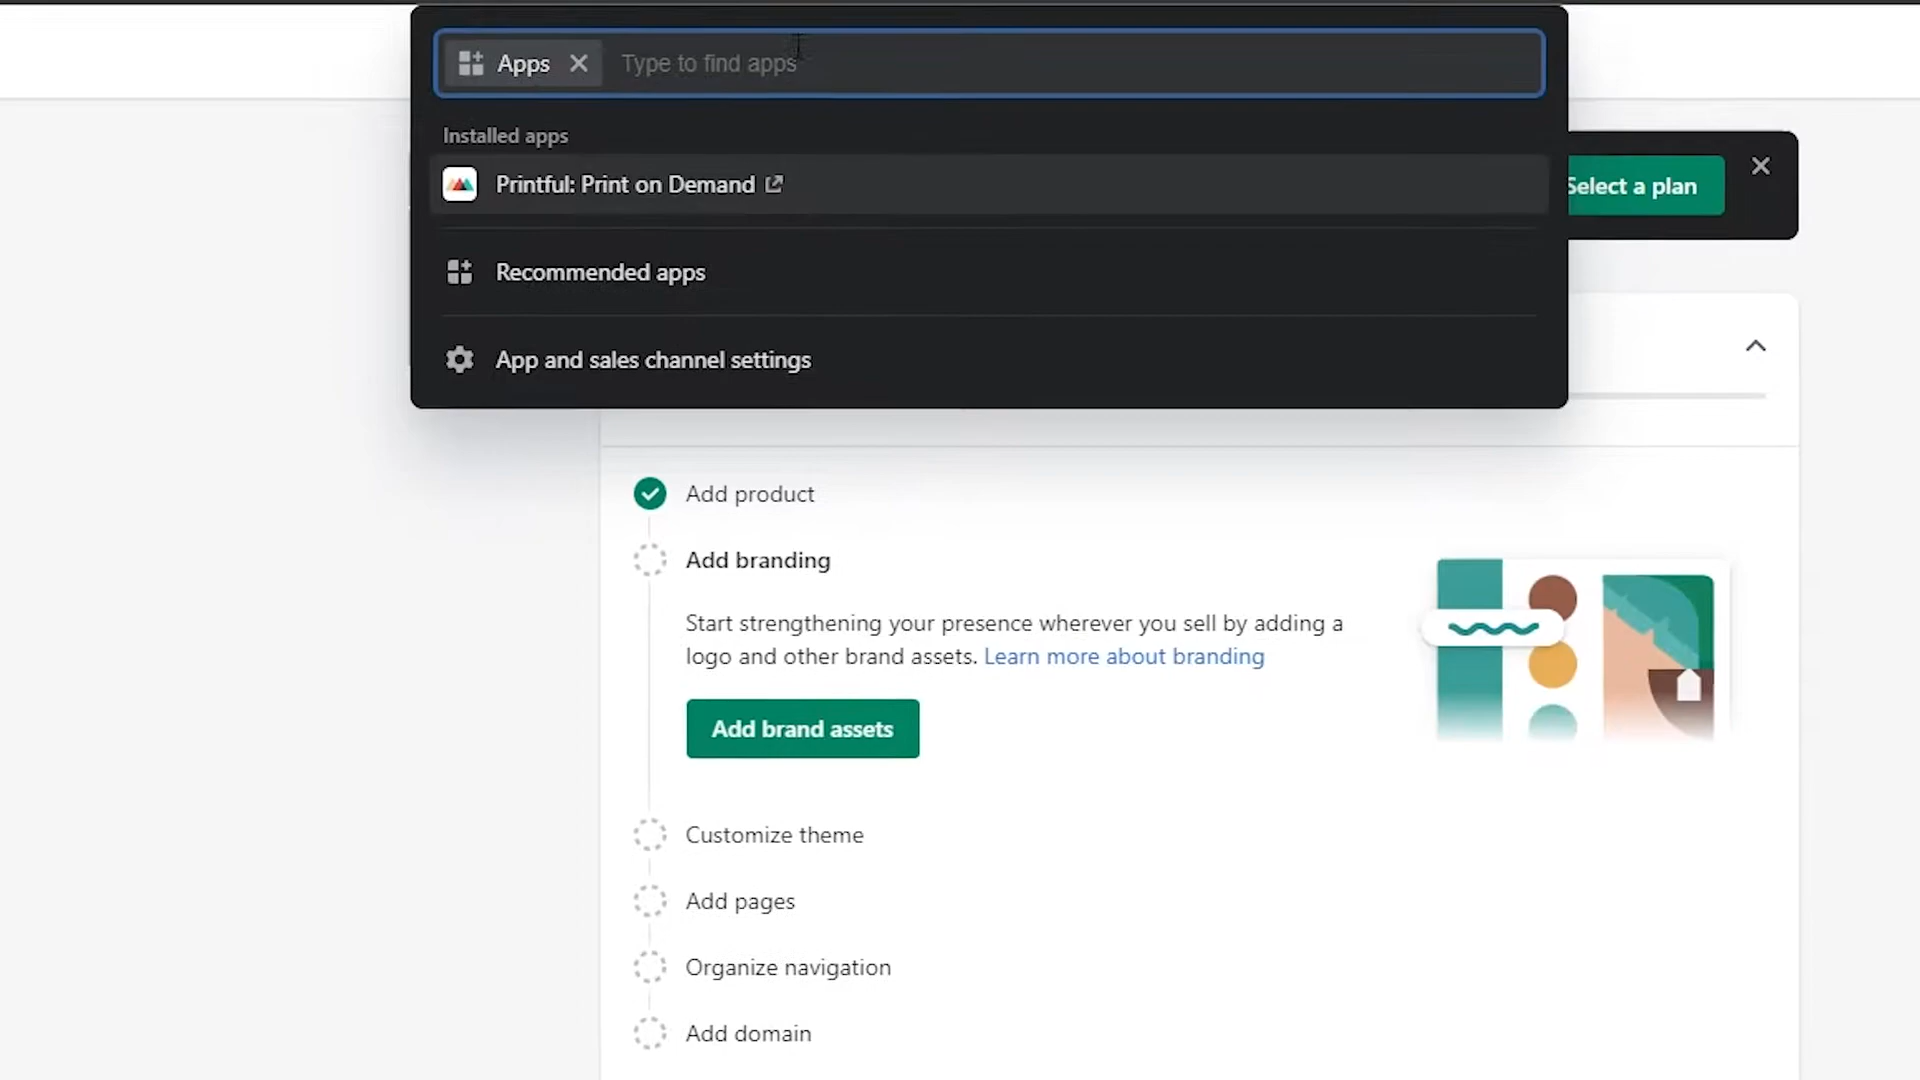 Apps
Type to find apps
Installed apps
Printful: Print on Demand
Select a plan
Recommended apps
App and sales channel settings
Add product
Add branding
Start strengthening your presence wherever you sell by adding a
logo and other brand assets. Learn more about branding
Add brand assets
Customize theme
Add pages
Organize navigation
Add domain